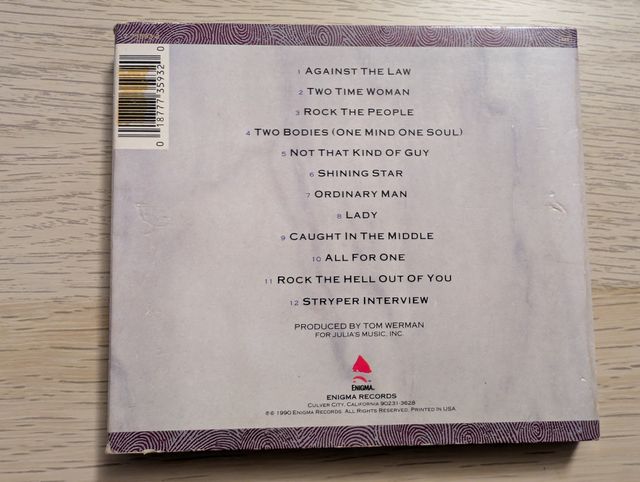 0 18777 35932 0
1 AGAINST THE LAW
2 TWO TIME WOMAN
3 ROCK THE PEOPLE
4 TWO BODIES (ONE MIND ONE SOUL)
5 NOT THAT KIND OF GUY
6 SHINING STAR
7 ORDINARY MAN
8 LADY
9 CAUGHT IN THE MIDDLE
10 ALL FOR ONE
11 ROCK THE HELL OUT OF YOU
12 STRYPER INTERVIEW
PRODUCED BY TOM WERMAN
FOR JULIA'S MUSIC, INC.
ENIGMA
ENIGMA RECORDS
CULVER CITY, CALIFORNIA 90231-3628
℗© 1990 ENIGMA RECORDS. ALL RIGHTS RESERVED. PRINTED IN USA